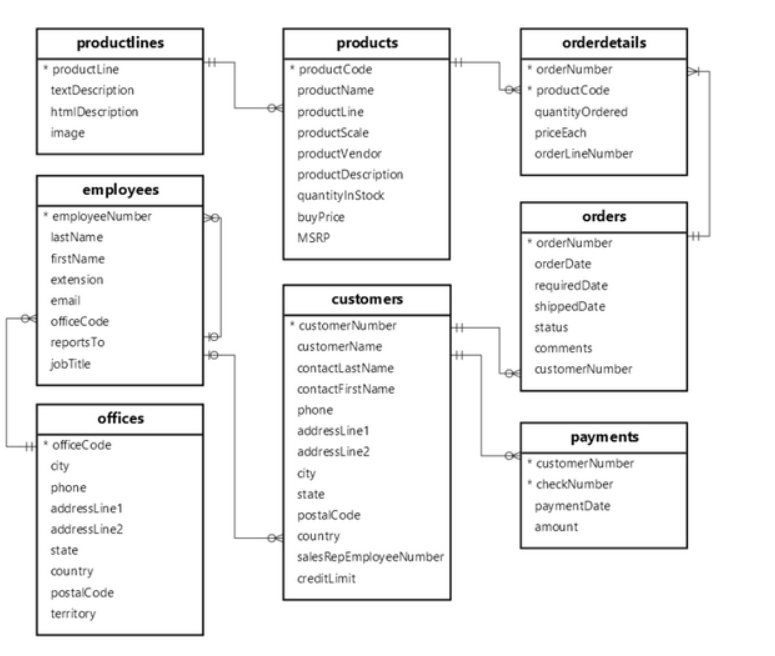 productlines
* productLine
textDescription
htmlDescription
image
products
* productCode
productName
productLine
productScale
productVendor
productDescription
quantityInStock
buyPrice
MSRP
orderdetails
* orderNumber
* productCode
quantityOrdered
priceEach
orderLineNumber
employees
* employeeNumber
lastName
firstName
extension
email
officeCode
reportsTo
jobTitle
customers
* customerNumber
customerName
contactLastName
contactFirstName
phone
addressLine1
addressLine2
city
state
postalCode
country
salesRepEmployeeNumber
creditLimit
orders
* orderNumber
orderDate
requiredDate
shippedDate
status
comments
customerNumber
offices
* officeCode
city
phone
addressLine1
addressLine2
state
country
postalCode
territory
payments
* customerNumber
* checkNumber
paymentDate
amount